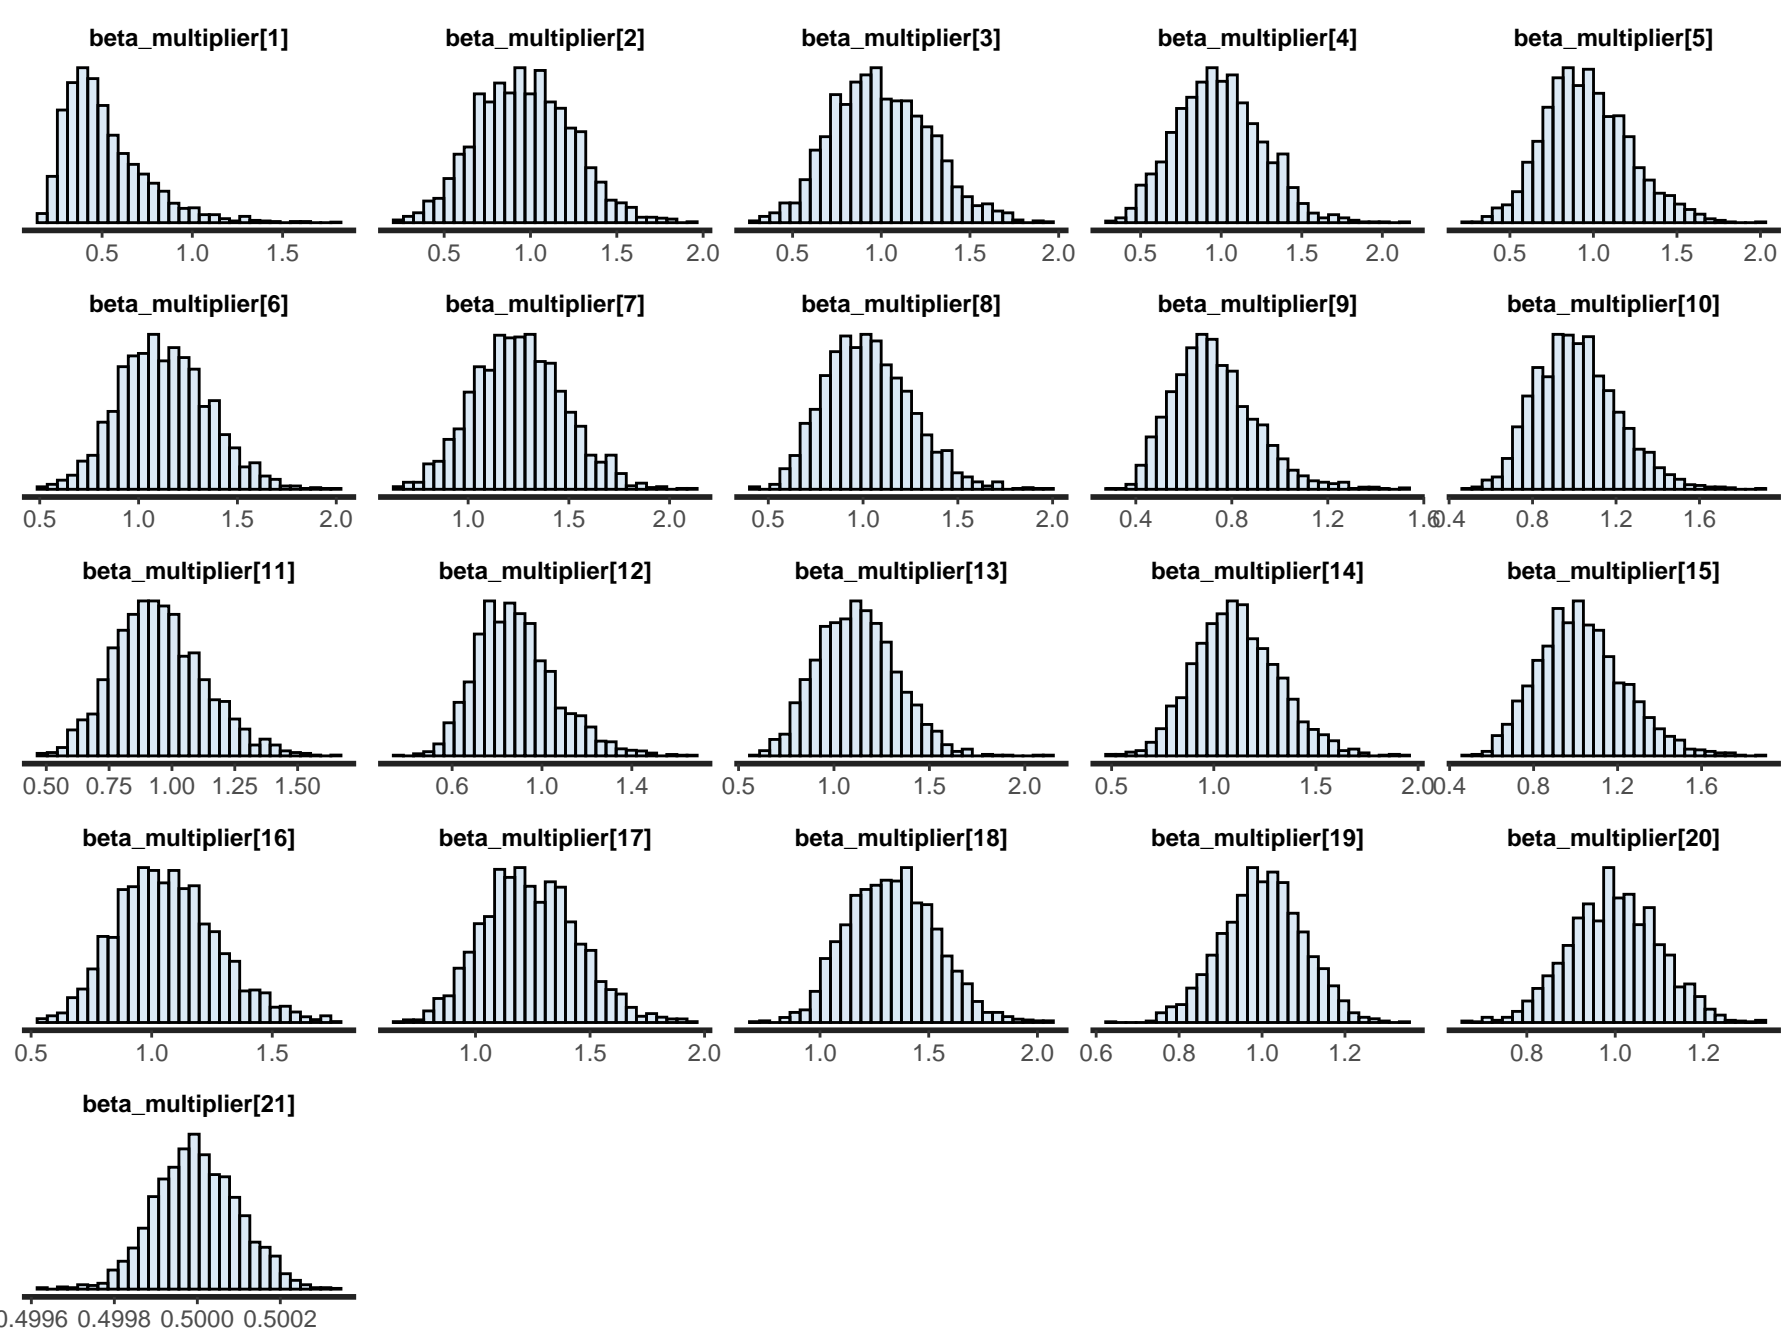 beta_multiplier[1] beta_multiplier[2] beta_multiplier[3] beta_multiplier[4] beta_multiplier[5]
0.5 1.0 1.5 0.5 1.0 1.5 2.0 0.5 1.0 1.5 2.0 0.5 1.0 1.5 2.0 0.5 1.0 1.5 2.0
beta_multiplier[6] beta_multiplier[7] beta_multiplier[8] beta_multiplier[9] beta_multiplier[10]
0.5 1.0 1.5 2.0 1.0 1.5 2.0 0.5 1.0 1.5 2.0 0.4 0.8 1.2 1.6 0.4 0.8 1.2 1.6
beta_multiplier[11] beta_multiplier[12] beta_multiplier[13] beta_multiplier[14] beta_multiplier[15]
0.50 0.75 1.00 1.25 1.50 0.6 1.0 1.4 0.5 1.0 1.5 2.0 0.5 1.0 1.5 2.0 0.4 0.8 1.2 1.6
beta_multiplier[16] beta_multiplier[17] beta_multiplier[18] beta_multiplier[19] beta_multiplier[20]
0.5 1.0 1.5 1.0 1.5 2.0 1.0 1.5 2.0 0.6 0.8 1.0 1.2 0.8 1.0 1.2
beta_multiplier[21]
0.4996 0.4998 0.5000 0.5002